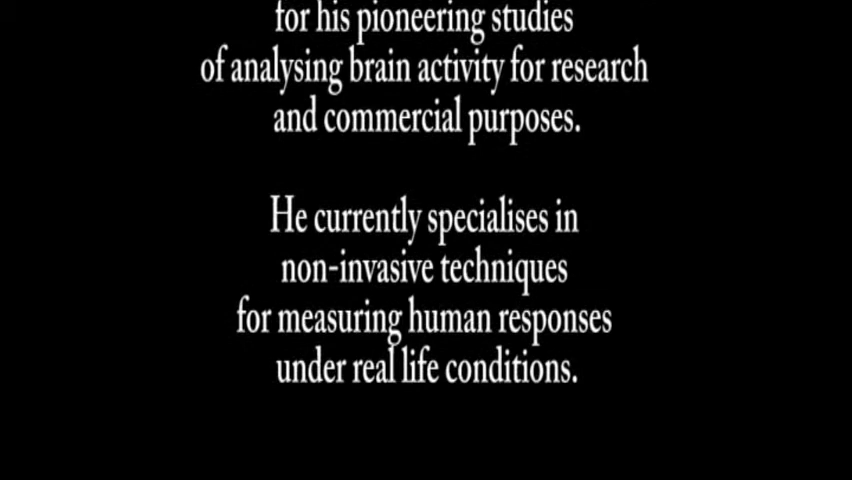 for his pioneering studies
of analysing brain activity for research
and commercial purposes.
He currently specialises in
non-invasive techniques
for measuring human responses
under real life conditions.